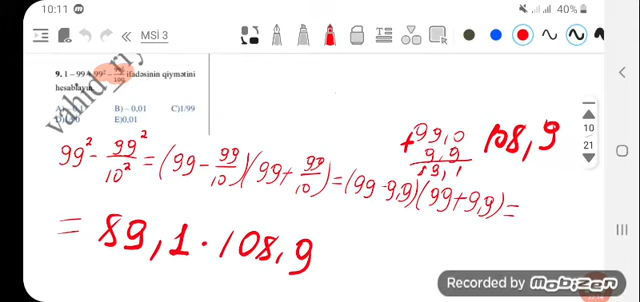 10:11
40%
MSİ 3
9. 1 – 99 + 99² – 99²/100 ifadəsinin qiymətini
hesablayın.
B) – 0,01 C)1/99
E)0,01
vahid_riy
10
21
99² - 99²/10² = (99 - 99/10)(99 + 99/10) = (99 - 9,9)(99 + 9,9) =
+99,0
9,9
89,1
108,9
= 89,1 · 108,9
Recorded by mobizen